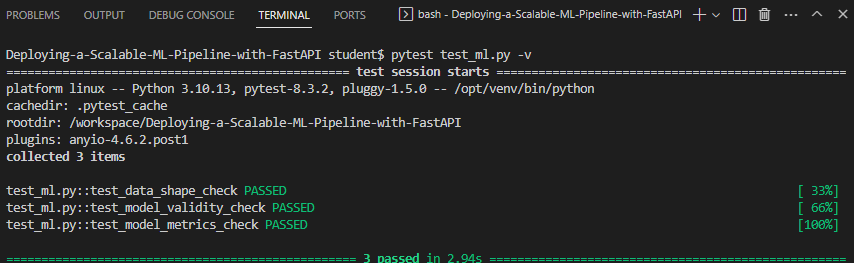 PROBLEMS OUTPUT DEBUG CONSOLE TERMINAL PORTS bash - Deploying-a-Scalable-ML-Pipeline-with-FastAPI
Deploying-a-Scalable-ML-Pipeline-with-FastAPI student$ pytest test_ml.py -v
================================================= test session starts ==================================================
platform linux -- Python 3.10.13, pytest-8.3.2, pluggy-1.5.0 -- /opt/venv/bin/python
cachedir: .pytest_cache
rootdir: /workspace/Deploying-a-Scalable-ML-Pipeline-with-FastAPI
plugins: anyio-4.6.2.post1
collected 3 items
test_ml.py::test_data_shape_check PASSED [ 33%]
test_ml.py::test_model_validity_check PASSED [ 66%]
test_ml.py::test_model_metrics_check PASSED [100%]
================================================== 3 passed in 2.94s ===================================================